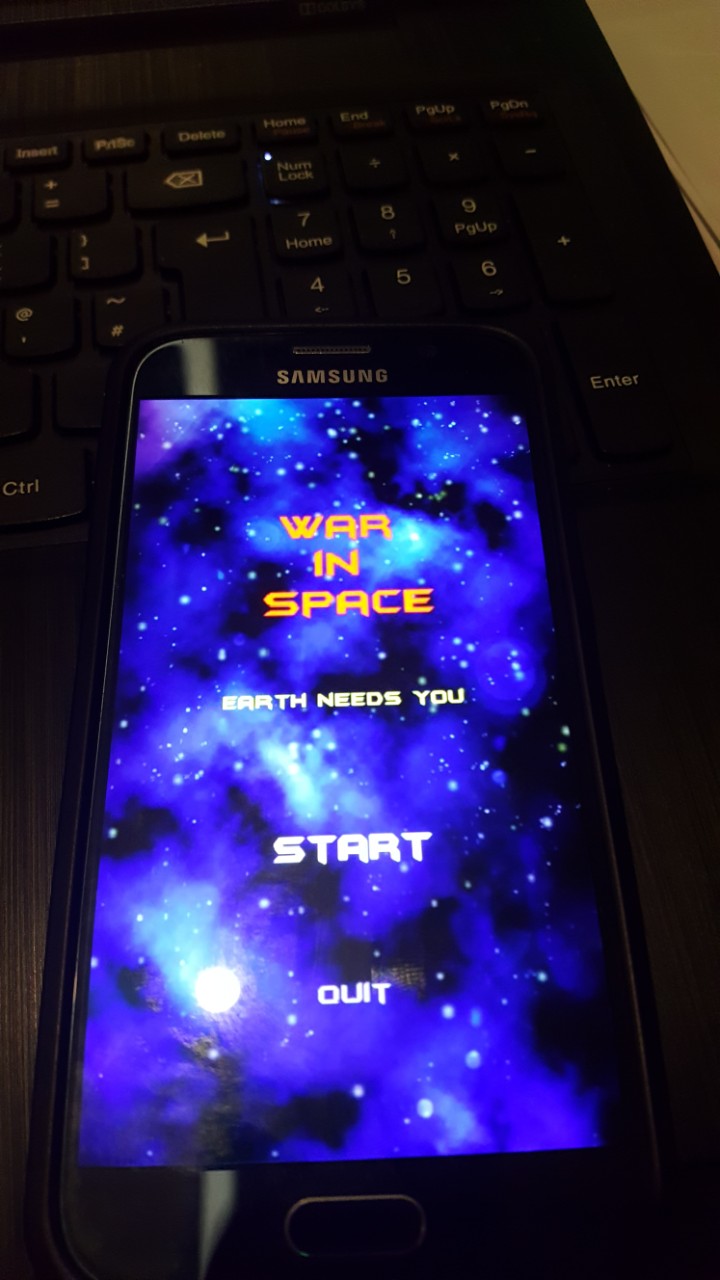 Insert PrtSc Delete Home End PgUp PgDn
+ Num ÷ × -
= Lock
7 8 9
} Home ? PgUp +
]
4 5 6
@ ~
' # <- ->
Enter
Ctrl
SAMSUNG
WAR
IN
SPACE
EARTH NEEDS YOU
START
QUIT